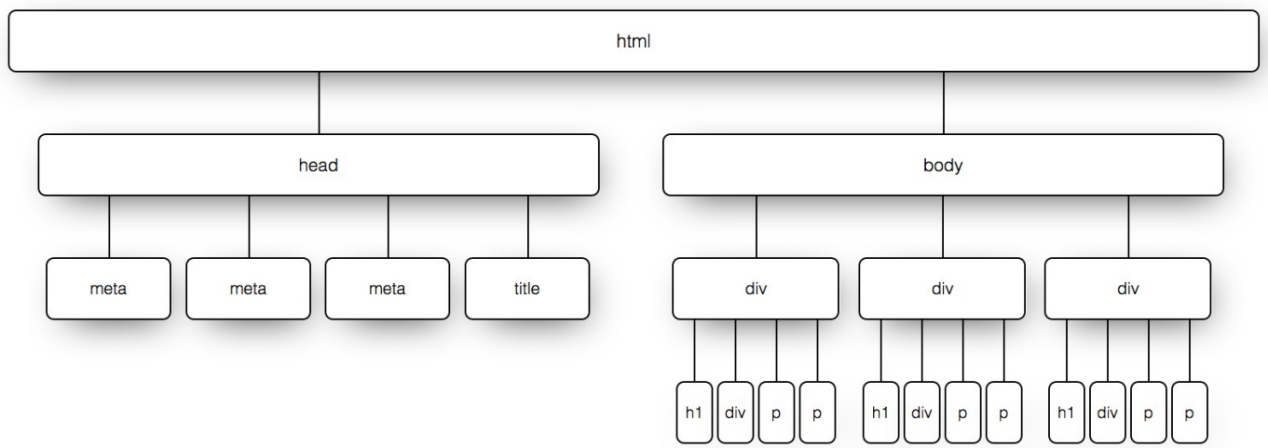 html
head body
meta meta meta title div div div
h1 div p p h1 div p p h1 div p p